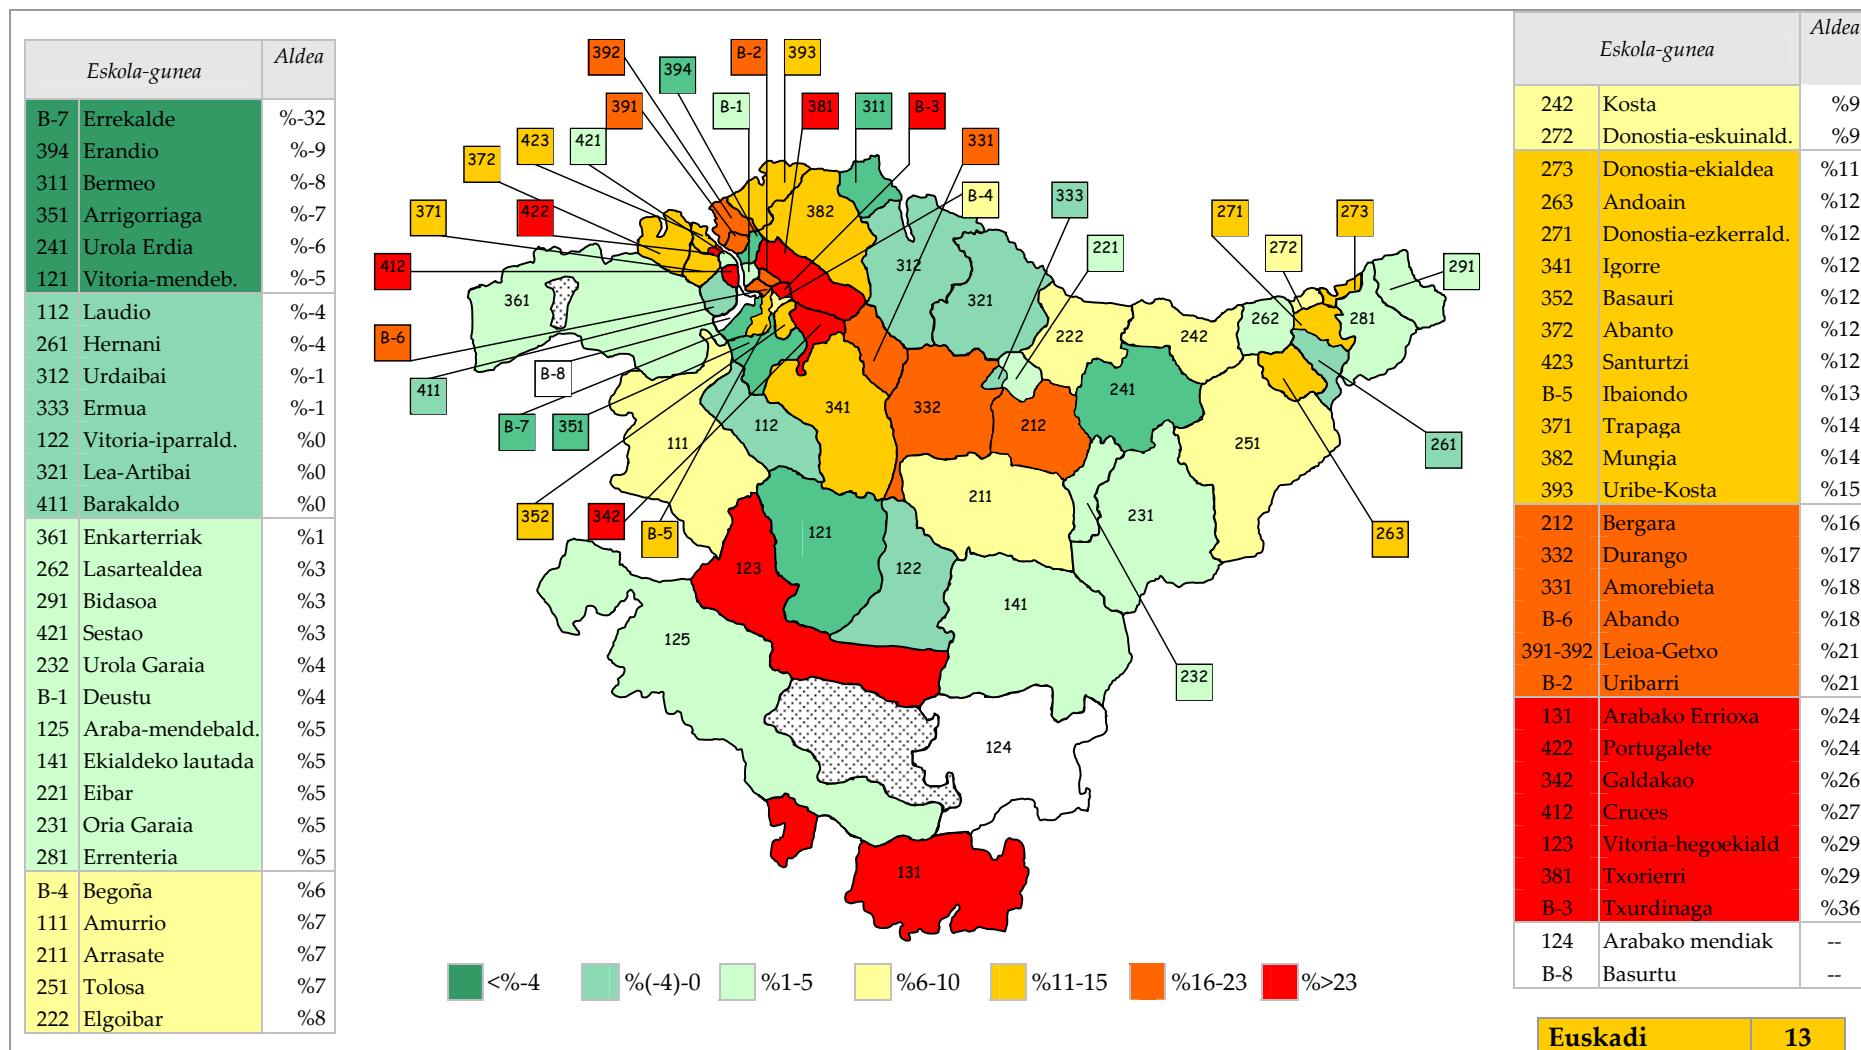 Eskola-gunea Aldea
B-7 Errekalde %-32
394 Erandio %-9
311 Bermeo %-8
351 Arrigorriaga %-7
241 Urola Erdia %-6
121 Vitoria-mendeb. %-5
112 Laudio %-4
261 Hernani %-4
312 Urdaibai %-1
333 Ermua %-1
122 Vitoria-iparrald. %0
321 Lea-Artibai %0
411 Barakaldo %0
361 Enkarterriak %1
262 Lasartealdea %3
291 Bidasoa %3
421 Sestao %3
232 Urola Garaia %4
B-1 Deustu %4
125 Araba-mendebald. %5
141 Ekialdeko lautada %5
221 Eibar %5
231 Oria Garaia %5
281 Errenteria %5
B-4 Begoña %6
111 Amurrio %7
211 Arrasate %7
251 Tolosa %7
222 Elgoibar %8
392 B-2 393
394
391 B-1 381 311 B-3
423 421 331
372
371 422 382 B-4 333 271 273
221 272
412 312 291
361 321
262 281
B-6 222 242
B-8
411 241
341 332
B-7 351 112 212
111 251 261
211
352 342 B-5 121 231 263
123 122
141
125
232
124
131
<%-4 %(-4)-0 %1-5 %6-10 %11-15 %16-23 %>23
Eskola-gunea Aldea
242 Kosta %9
272 Donostia-eskuinald. %9
273 Donostia-ekialdea %11
263 Andoain %12
271 Donostia-ezkerrald. %12
341 Igorre %12
352 Basauri %12
372 Abanto %12
423 Santurtzi %12
B-5 Ibaiondo %13
371 Trapaga %14
382 Mungia %14
393 Uribe-Kosta %15
212 Bergara %16
332 Durango %17
331 Amorebieta %18
B-6 Abando %18
391-392 Leioa-Getxo %21
B-2 Uribarri %21
131 Arabako Errioxa %24
422 Portugalete %24
342 Galdakao %26
412 Cruces %27
123 Vitoria-hegoekiald %29
381 Txorierri %29
B-3 Txurdinaga %36
124 Arabako mendiak --
B-8 Basurtu --
Euskadi 13